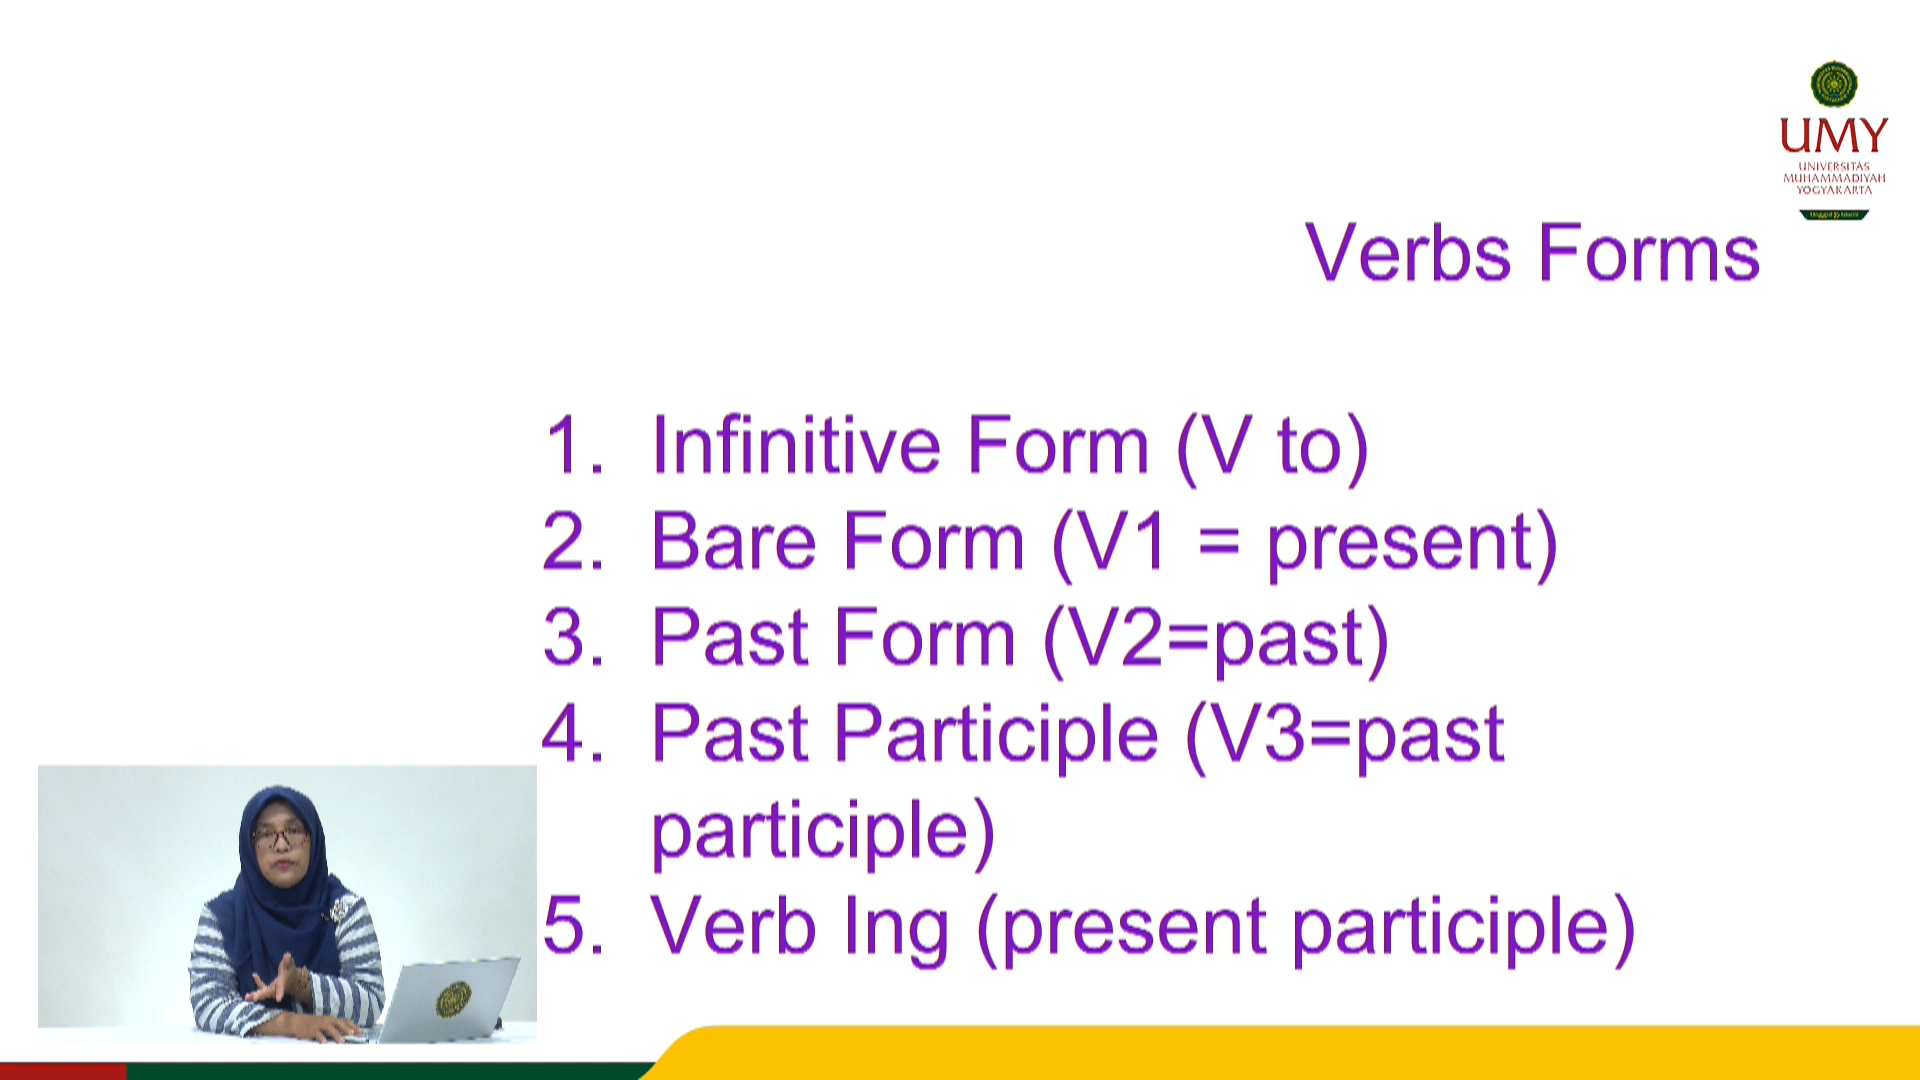 UMY
UNIVERSITAS
MUHAMMADIYAH
YOGYAKARTA
Verbs Forms
1. Infinitive Form (V to)
2. Bare Form (V1 = present)
3. Past Form (V2=past)
4. Past Participle (V3=past
participle)
5. Verb Ing (present participle)